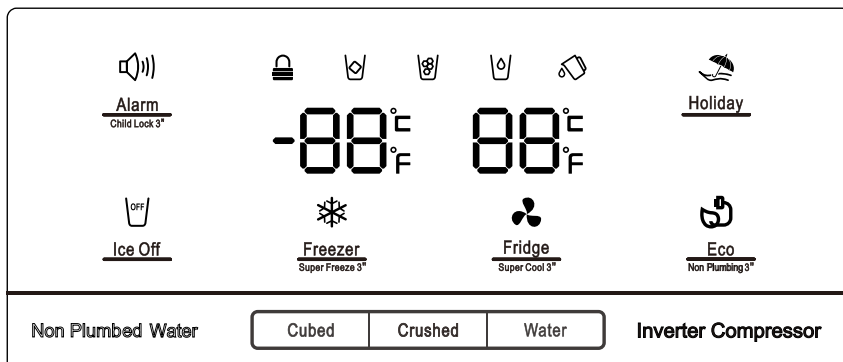 -88°C 88°C
°F °F
Alarm Holiday
Child Lock 3"
OFF
Ice Off Freezer Fridge Eco
Super Freeze 3" Super Cool 3" Non Plumbing 3"
Non Plumbed Water Cubed Crushed Water Inverter Compressor